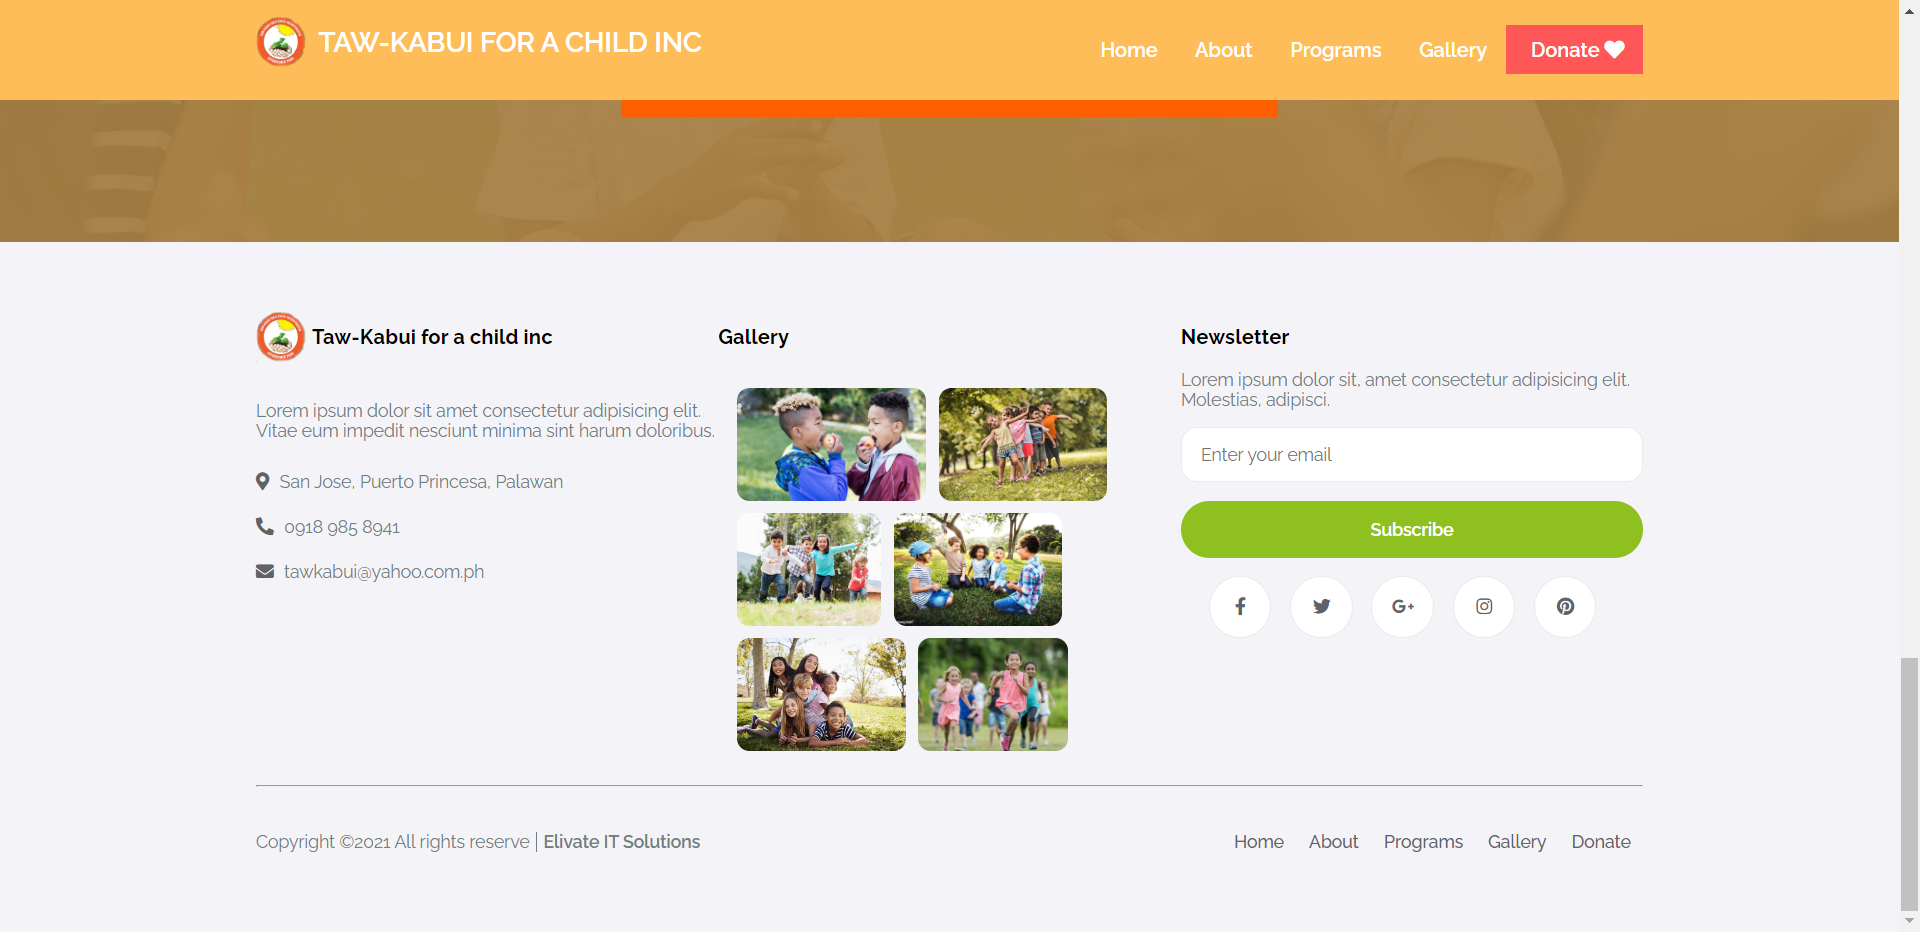 TAW-KABUI FOR A CHILD INC
Home About Programs Gallery Donate
Taw-Kabui for a child inc
Lorem ipsum dolor sit amet consectetur adipisicing elit.
Vitae eum impedit nesciunt minima sint harum doloribus.
San Jose, Puerto Princesa, Palawan
0918 985 8941
tawkabui@yahoo.com.ph
Gallery
Newsletter
Lorem ipsum dolor sit, amet consectetur adipisicing elit.
Molestias, adipisci.
Enter your email
Subscribe
Copyright ©2021 All rights reserve | Elivate IT Solutions
Home About Programs Gallery Donate